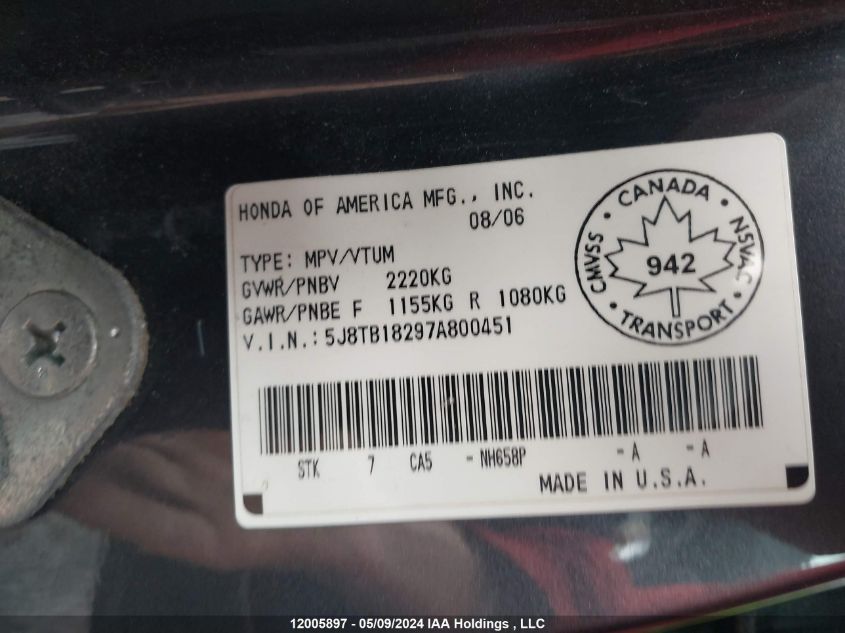 HONDA OF AMERICA MFG., INC.
08/06
TYPE: MPV/VTUM
GVWR/PNBV 2220KG
GAWR/PNBE F 1155KG R 1080KG
V.I.N.: 5J8TB18297A800451
CANADA
CMVSS
NSVAC
942
TRANSPORT
STK 7 CA5 - NH658P - A - A
MADE IN U.S.A.
12005897 - 05/09/2024 IAA Holdings , LLC